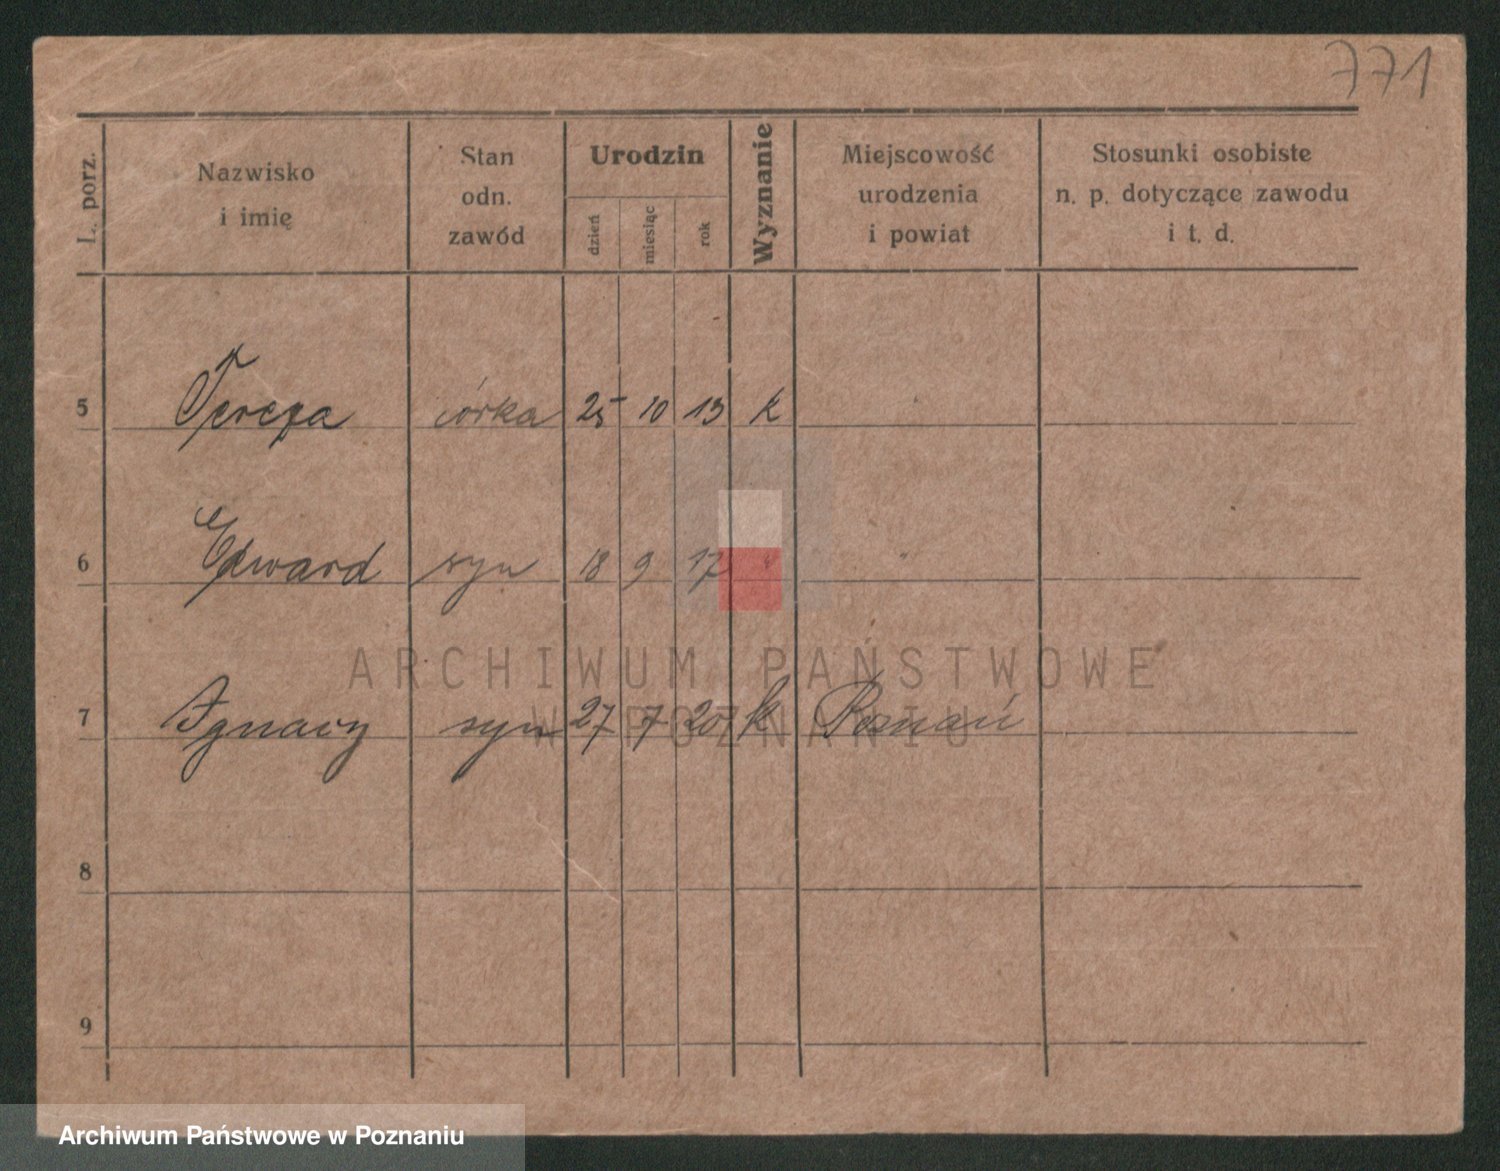 771
L. porz.
Nazwisko
i imię
Stan
odn.
zawód
Urodzin
dzień
miesiąc
rok
Wyznanie
Miejscowość
urodzenia
i powiat
Stosunki osobiste
n. p. dotyczące zawodu
i t. d.
5 Tereza córka 25 10 13 k "
6 Edward syn 18 9 17 " "
7 Ignacy syn 27 7 20 k Poznań
8
9
ARCHIWUM PAŃSTWOWE
W POZNANIU
Archiwum Państwowe w Poznaniu